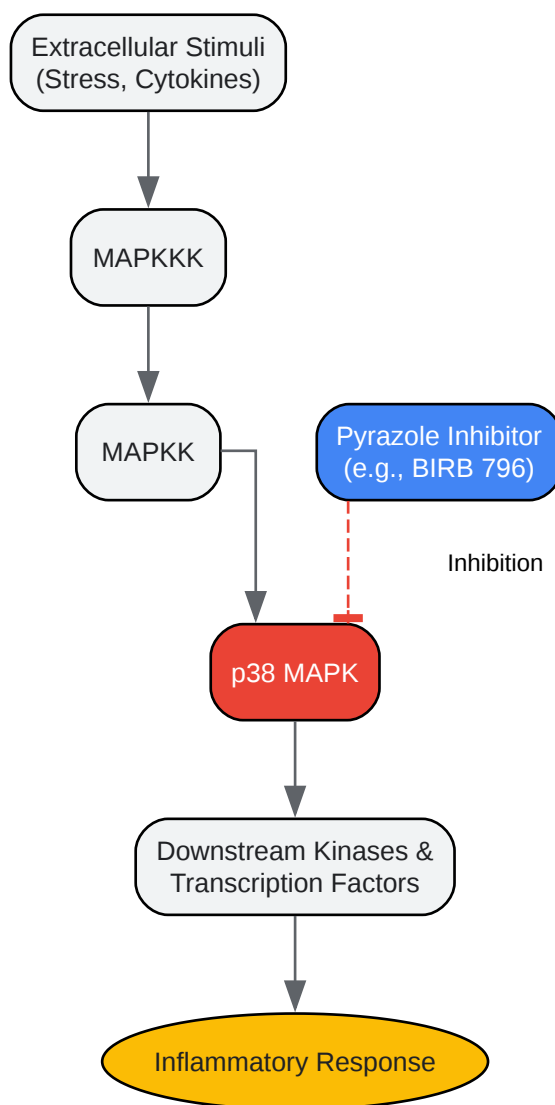 Extracellular Stimuli
(Stress, Cytokines)
MAPKKK
MAPKK
Pyrazole Inhibitor
(e.g., BIRB 796)
Inhibition
p38 MAPK
Downstream Kinases &
Transcription Factors
Inflammatory Response